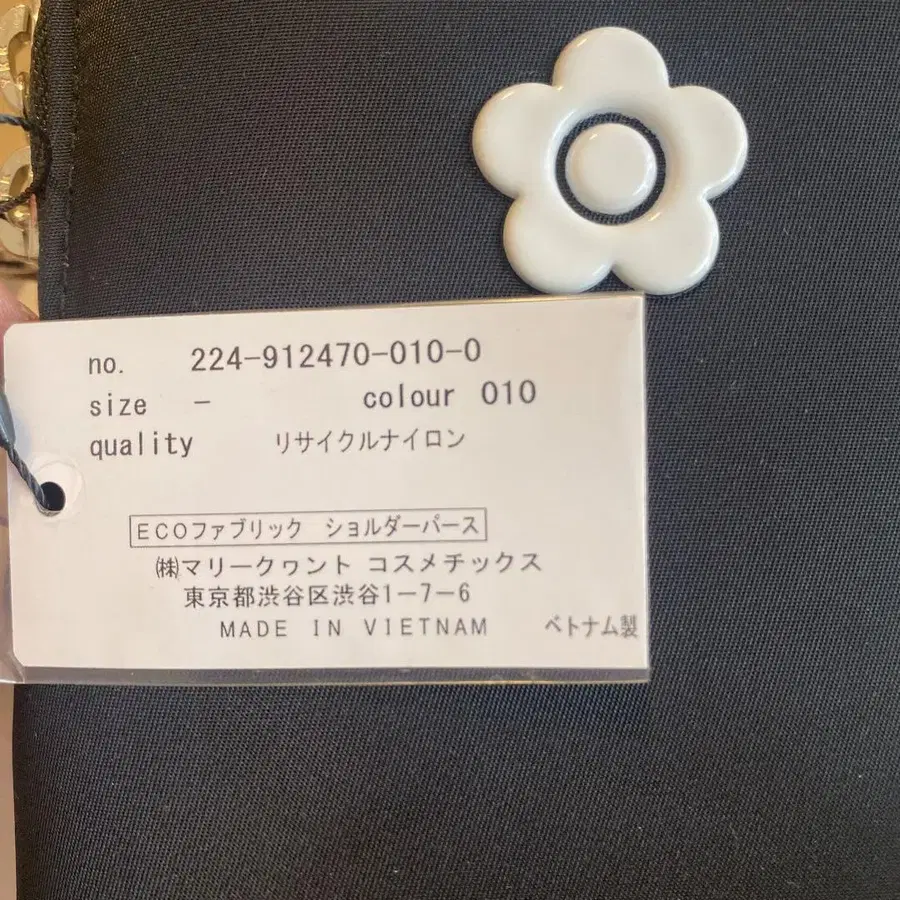 no. 224-912470-010-0
size - colour 010
quality リサイクルナイロン
ECOファブリック ショルダーパース
㈱マリークヮント コスメチックス
東京都渋谷区渋谷1-7-6
MADE IN VIETNAM ベトナム製